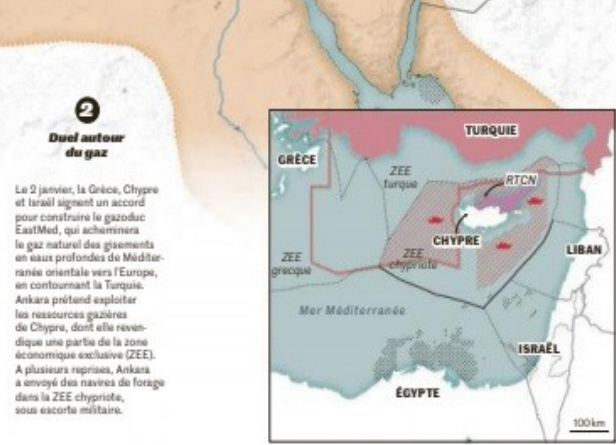 2
Duel autour
du gaz
Le 2 janvier, la Grèce, Chypre
et Israël signent un accord
pour construire le gazoduc
EastMed, qui acheminera
le gaz naturel des gisements
en eaux profondes de Méditer-
ranée orientale vers l'Europe,
en contournant la Turquie.
Ankara prétend exploiter
les ressources gazières
de Chypre, dont elle reven-
dique une partie de la zone
économique exclusive (ZEE).
A plusieurs reprises, Ankara
a envoyé des navires de forage
dans la ZEE chypriote,
sous escorte militaire.
TURQUIE
GRÈCE
ZEE
turque
RTCN
CHYPRE
LIBAN
ZEE
grecque
ZEE
chypriote
Mer Méditerranée
ISRAËL
ÉGYPTE
100 km